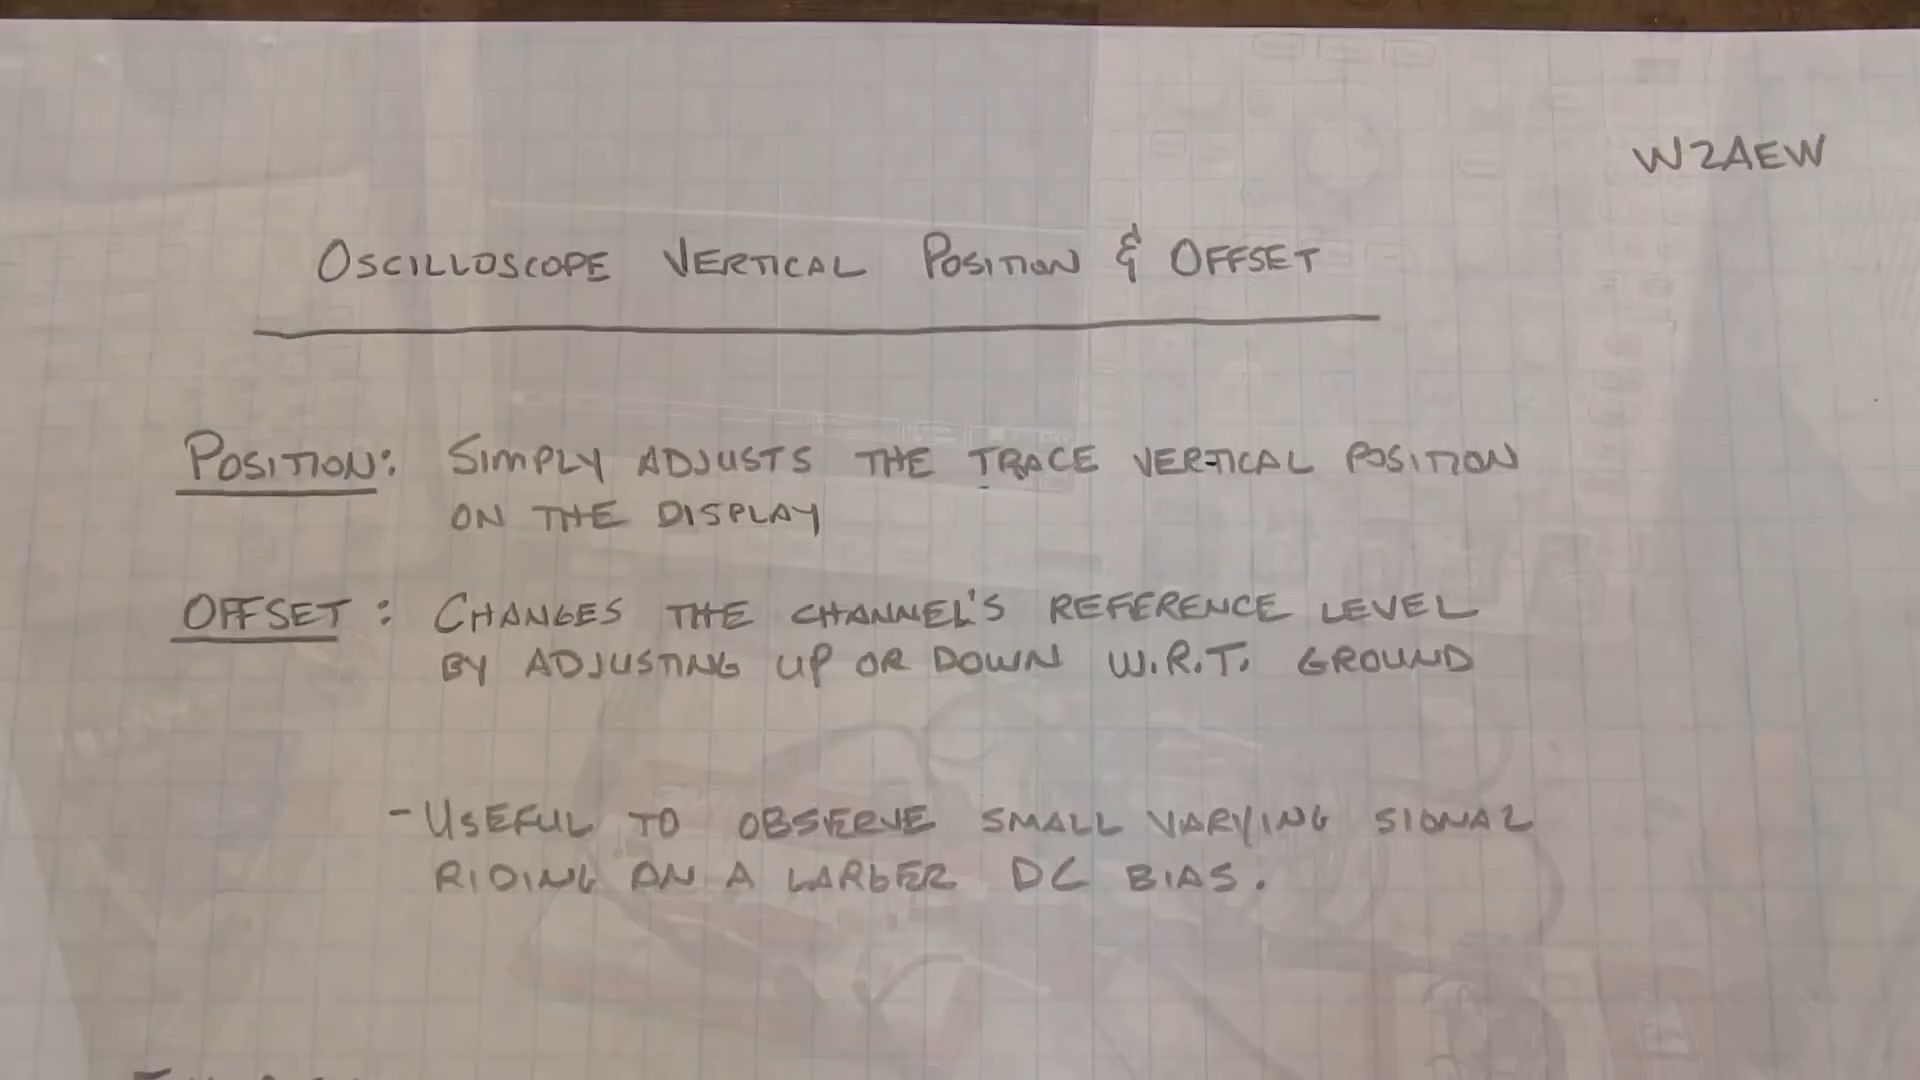 W2AEW
OSCILLOSCOPE VERTICAL POSITION & OFFSET
POSITION: SIMPLY ADJUSTS THE TRACE VERTICAL POSITION
ON THE DISPLAY
OFFSET: CHANGES THE CHANNEL'S REFERENCE LEVEL
BY ADJUSTING UP OR DOWN W.R.T. GROUND
- USEFUL TO OBSERVE SMALL VARYING SIGNAL
RIDING ON A LARGER DC BIAS.